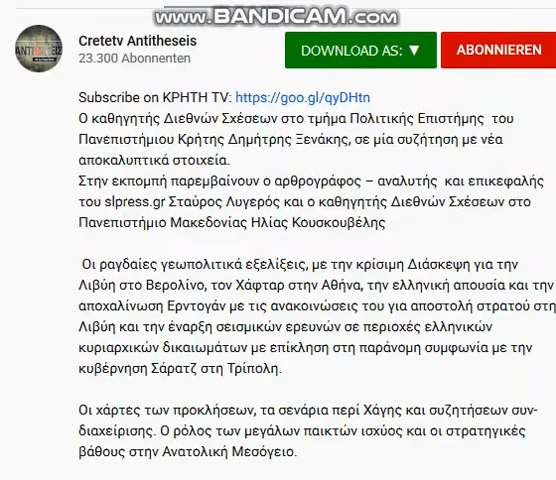 www.BANDICAM.com
Cretetv Antitheseis
23.300 Abonnenten
DOWNLOAD AS: ▼
ABONNIEREN
Subscribe on ΚΡΗΤΗ TV: https://goo.gl/qyDHtn
Ο καθηγητής Διεθνών Σχέσεων στο τμήμα Πολιτικής Επιστήμης του
Πανεπιστήμιου Κρήτης Δημήτρης Ξενάκης, σε μία συζήτηση με νέα
αποκαλυπτικά στοιχεία.
Στην εκπομπή παρεμβαίνουν ο αρθρογράφος – αναλυτής και επικεφαλής
του slpress.gr Σταύρος Λυγερός και ο καθηγητής Διεθνών Σχέσεων στο
Πανεπιστήμιο Μακεδονίας Ηλίας Κουσκουβέλης
Οι ραγδαίες γεωπολιτικά εξελίξεις, με την κρίσιμη Διάσκεψη για την
Λιβύη στο Βερολίνο, τον Χάφταρ στην Αθήνα, την ελληνική απουσία και την
αποχαλίνωση Ερντογάν με τις ανακοινώσεις του για αποστολή στρατού στη
Λιβύη και την έναρξη σεισμικών ερευνών σε περιοχές ελληνικών
κυριαρχικών δικαιωμάτων με επίκληση στη παράνομη συμφωνία με την
κυβέρνηση Σάρατζ στη Τρίπολη.
Οι χάρτες των προκλήσεων, τα σενάρια περί Χάγης και συζητήσεων συν-
διαχείρισης. Ο ρόλος των μεγάλων παικτών ισχύος και οι στρατηγικές
βάθους στην Ανατολική Μεσόγειο.